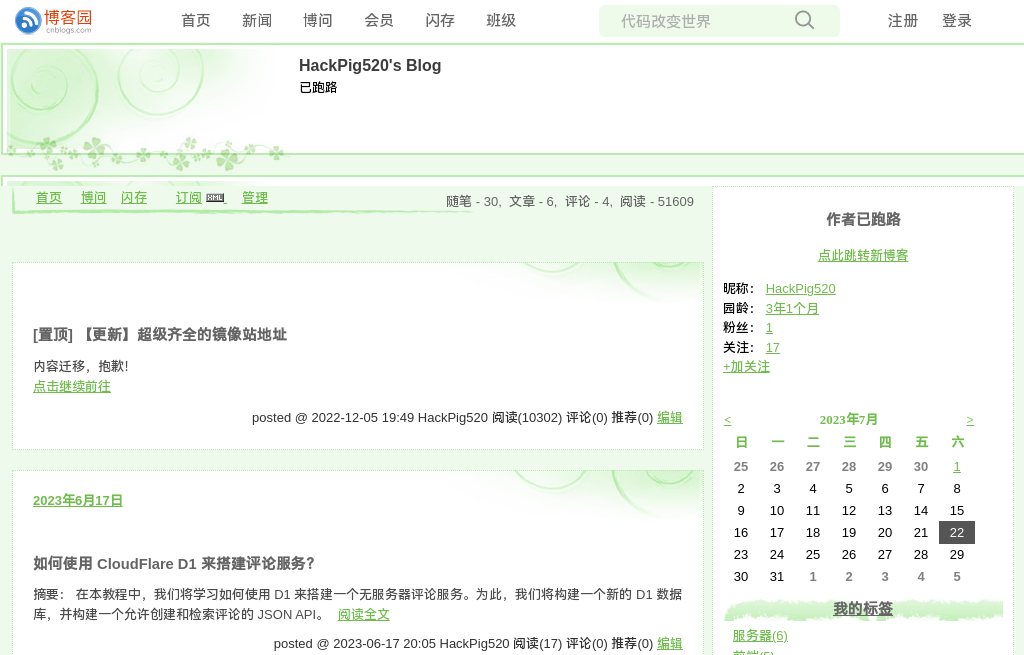 博客园
cnblogs.com
首页 新闻 博问 会员 闪存 班级
代码改变世界
注册 登录
HackPig520's Blog
已跑路
首页 博问 闪存 订阅 XML 管理
随笔 - 30, 文章 - 6, 评论 - 4, 阅读 - 51609
[置顶] 【更新】超级齐全的镜像站地址
内容迁移，抱歉！
点击继续前往
posted @ 2022-12-05 19:49 HackPig520 阅读(10302) 评论(0) 推荐(0) 编辑
2023年6月17日
如何使用 CloudFlare D1 来搭建评论服务？
摘要： 在本教程中，我们将学习如何使用 D1 来搭建一个无服务器评论服务。为此，我们将构建一个新的 D1 数据
库，并构建一个允许创建和检索评论的 JSON API。 阅读全文
posted @ 2023-06-17 20:05 HackPig520 阅读(17) 评论(0) 推荐(0) 编辑
作者已跑路
点此跳转新博客
昵称： HackPig520
园龄： 3年1个月
粉丝： 1
关注： 17
+加关注
< 2023年7月 >
日 一 二 三 四 五 六
25 26 27 28 29 30 1
2 3 4 5 6 7 8
9 10 11 12 13 14 15
16 17 18 19 20 21 22
23 24 25 26 27 28 29
30 31 1 2 3 4 5
我的标签
服务器(6)
前端(5)